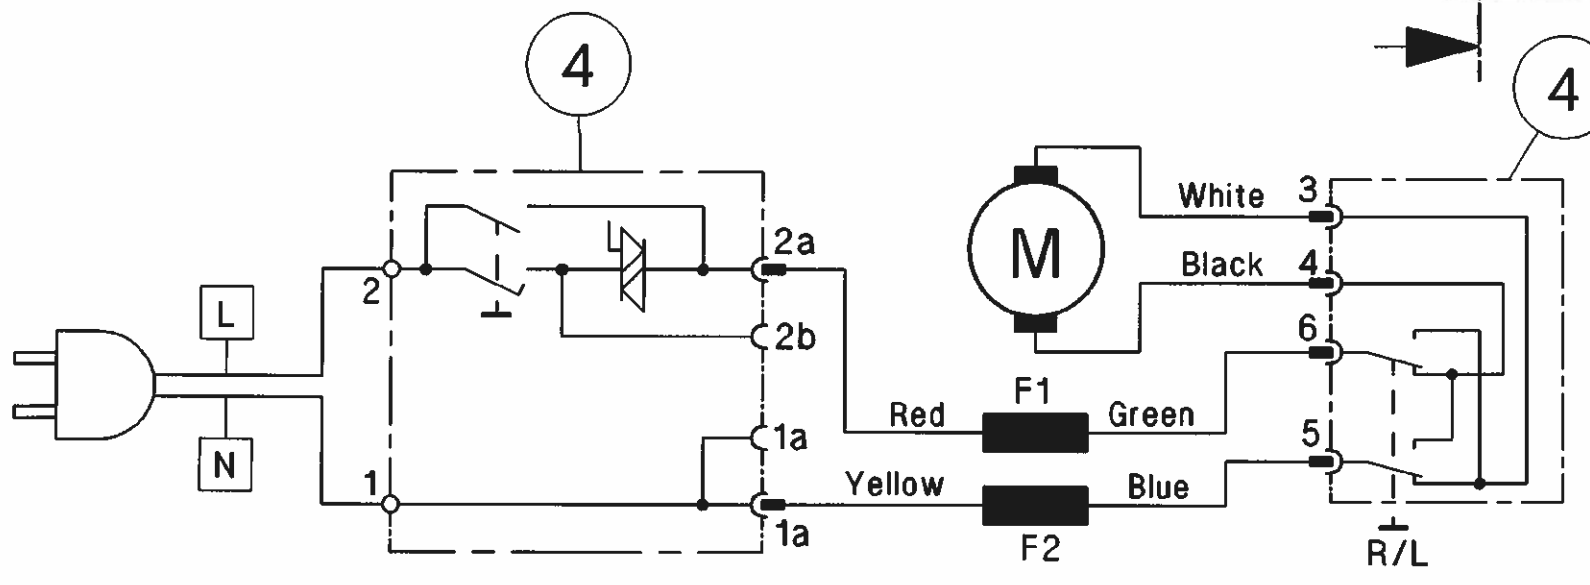 4
4
White 3
2a
M
Black 4
2
L
2b
6
F1
Red Green
1a
5
N
1
Yellow Blue
1a
F2
R/L